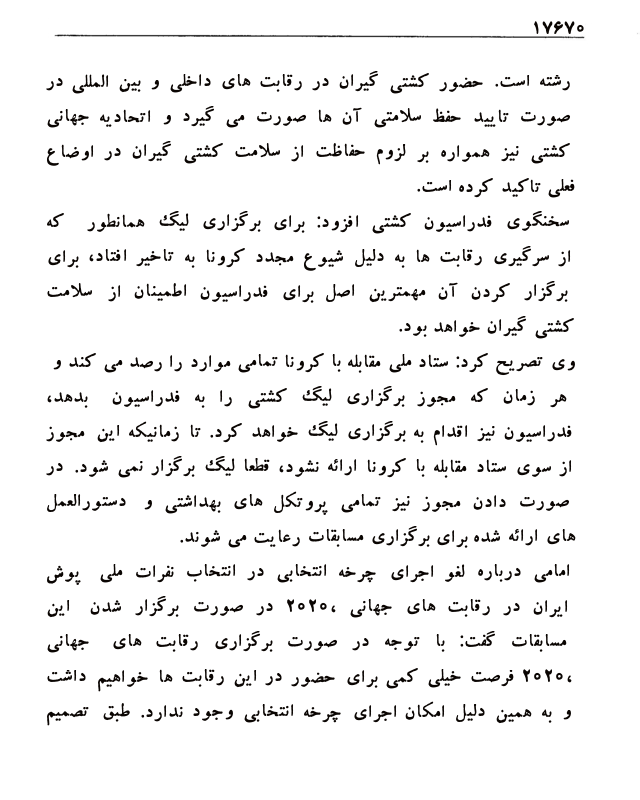 ۱۷۶۷۰
رشته است. حضور کشتی گیران در رقابت های داخلی و بین المللی در
صورت تایید حفظ سلامتی آن ها صورت می گیرد و اتحادیه جهانی
کشتی نیز همواره بر لزوم حفاظت از سلامت کشتی گیران در اوضاع
فعلی تاکید کرده است.
سخنگوی فدراسیون کشتی افزود: برای برگزاری لیگ همانطور که
از سرگیری رقابت ها به دلیل شیوع مجدد کرونا به تاخیر افتاد، برای
برگزار کردن آن مهمترین اصل برای فدراسیون اطمینان از سلامت
کشتی گیران خواهد بود.
وی تصریح کرد: ستاد ملی مقابله با کرونا تمامی موارد را رصد می کند و
هر زمان که مجوز برگزاری لیگ کشتی را به فدراسیون بدهد،
فدراسیون نیز اقدام به برگزاری لیگ خواهد کرد. تا زمانیکه این مجوز
از سوی ستاد مقابله با کرونا ارائه نشود، قطعا لیگ برگزار نمی شود. در
صورت دادن مجوز نیز تمامی پروتکل های بهداشتی و دستورالعمل
های ارائه شده برای برگزاری مسابقات رعایت می شوند.
امامی درباره لغو اجرای چرخه انتخابی در انتخاب نفرات ملی پوش
ایران در رقابت های جهانی ،۲۰۲۰ در صورت برگزار شدن این
مسابقات گفت: با توجه در صورت برگزاری رقابت های جهانی
،۲۰۲۰ فرصت خیلی کمی برای حضور در این رقابت ها خواهیم داشت
و به همین دلیل امکان اجرای چرخه انتخابی وجود ندارد. طبق تصمیم